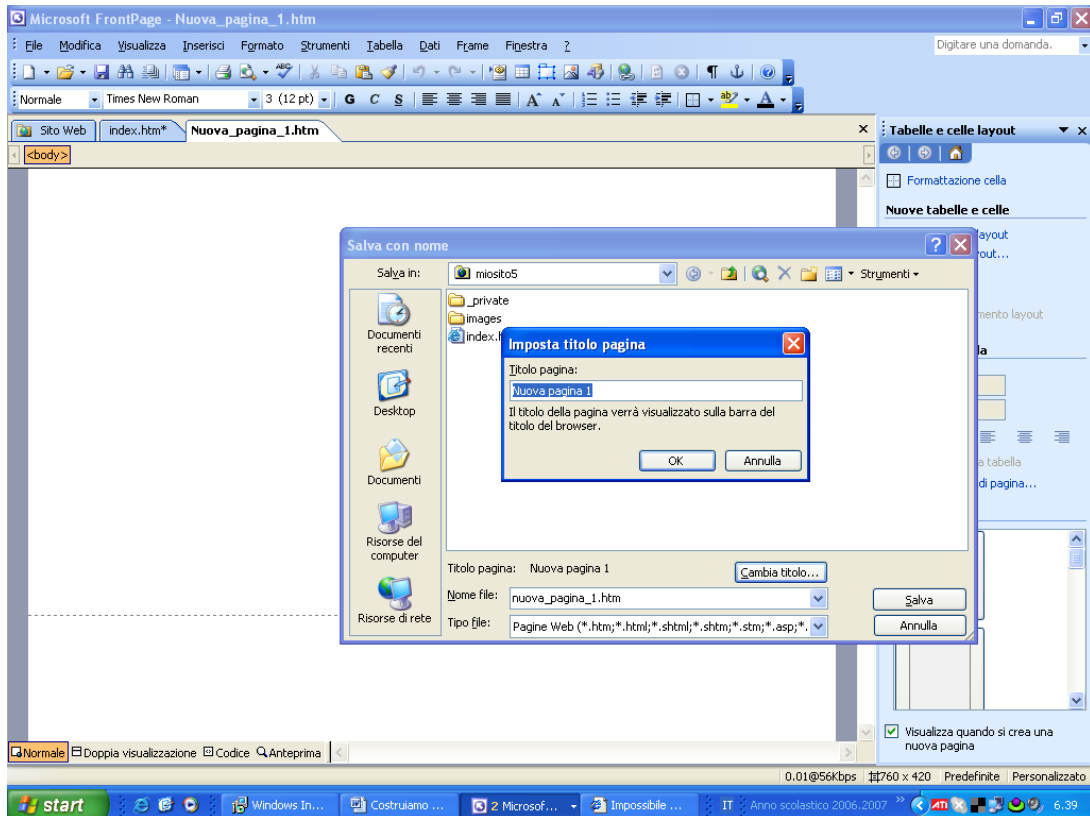 Microsoft FrontPage - Nuova_pagina_1.htm
File Modifica Visualizza Inserisci Formato Strumenti Tabella Dati Frame Finestra ?
Digitare una domanda.
Normale Times New Roman 3 (12 pt) G C S
Sito Web index.htm* Nuova_pagina_1.htm
Tabelle e celle layout
<body>
Formattazione cella
Nuove tabelle e celle
ayout
out...
mento layout
la
a tabella
di pagina...
Salva con nome
Salva in: miosito5 Strumenti
_private
images
index.h
Documenti recenti
Desktop
Documenti
Risorse del computer
Risorse di rete
Imposta titolo pagina
Titolo pagina:
Nuova pagina 1
Il titolo della pagina verrà visualizzato sulla barra del
titolo del browser.
OK Annulla
Titolo pagina: Nuova pagina 1 Cambia titolo...
Nome file: nuova_pagina_1.htm Salva
Tipo file: Pagine Web (*.htm;*.html;*.shtml;*.shtm;*.stm;*.asp;*. Annulla
Visualizza quando si crea una
nuova pagina
Normale Doppia visualizzazione Codice Anteprima
0.01@56Kbps 760 x 420 Predefinite Personalizzato
start Windows In... Costruiamo ... 2 Microsof... Impossibile ... IT Anno scolastico 2006.2007 ATI 6.39